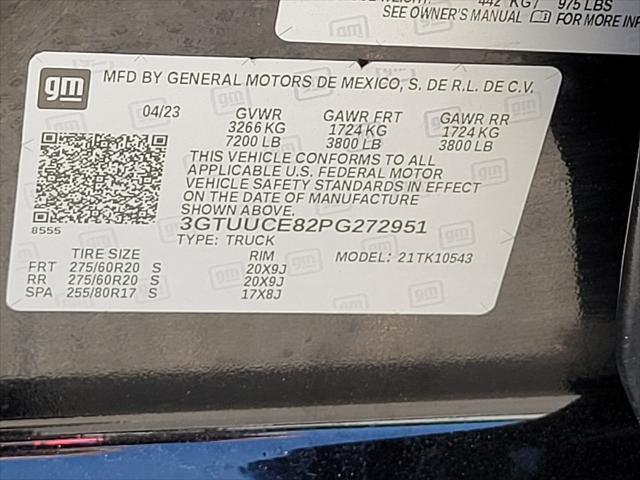 442 KG / 975 LBS
SEE OWNER'S MANUAL FOR MORE
gm
MFD BY GENERAL MOTORS DE MEXICO, S. DE R.L. DE C.V.
04/23 GVWR GAWR FRT GAWR RR
3266 KG 1724 KG 1724 KG
7200 LB 3800 LB 3800 LB
THIS VEHICLE CONFORMS TO ALL
APPLICABLE U.S. FEDERAL MOTOR
VEHICLE SAFETY STANDARDS IN EFFECT
ON THE DATE OF MANUFACTURE
SHOWN ABOVE.
8555
3GTUUCE82PG272951
TYPE: TRUCK
TIRE SIZE RIM MODEL: 21TK10543
FRT 275/60R20 S 20X9J
RR 275/60R20 S 20X9J
SPA 255/80R17 S 17X8J